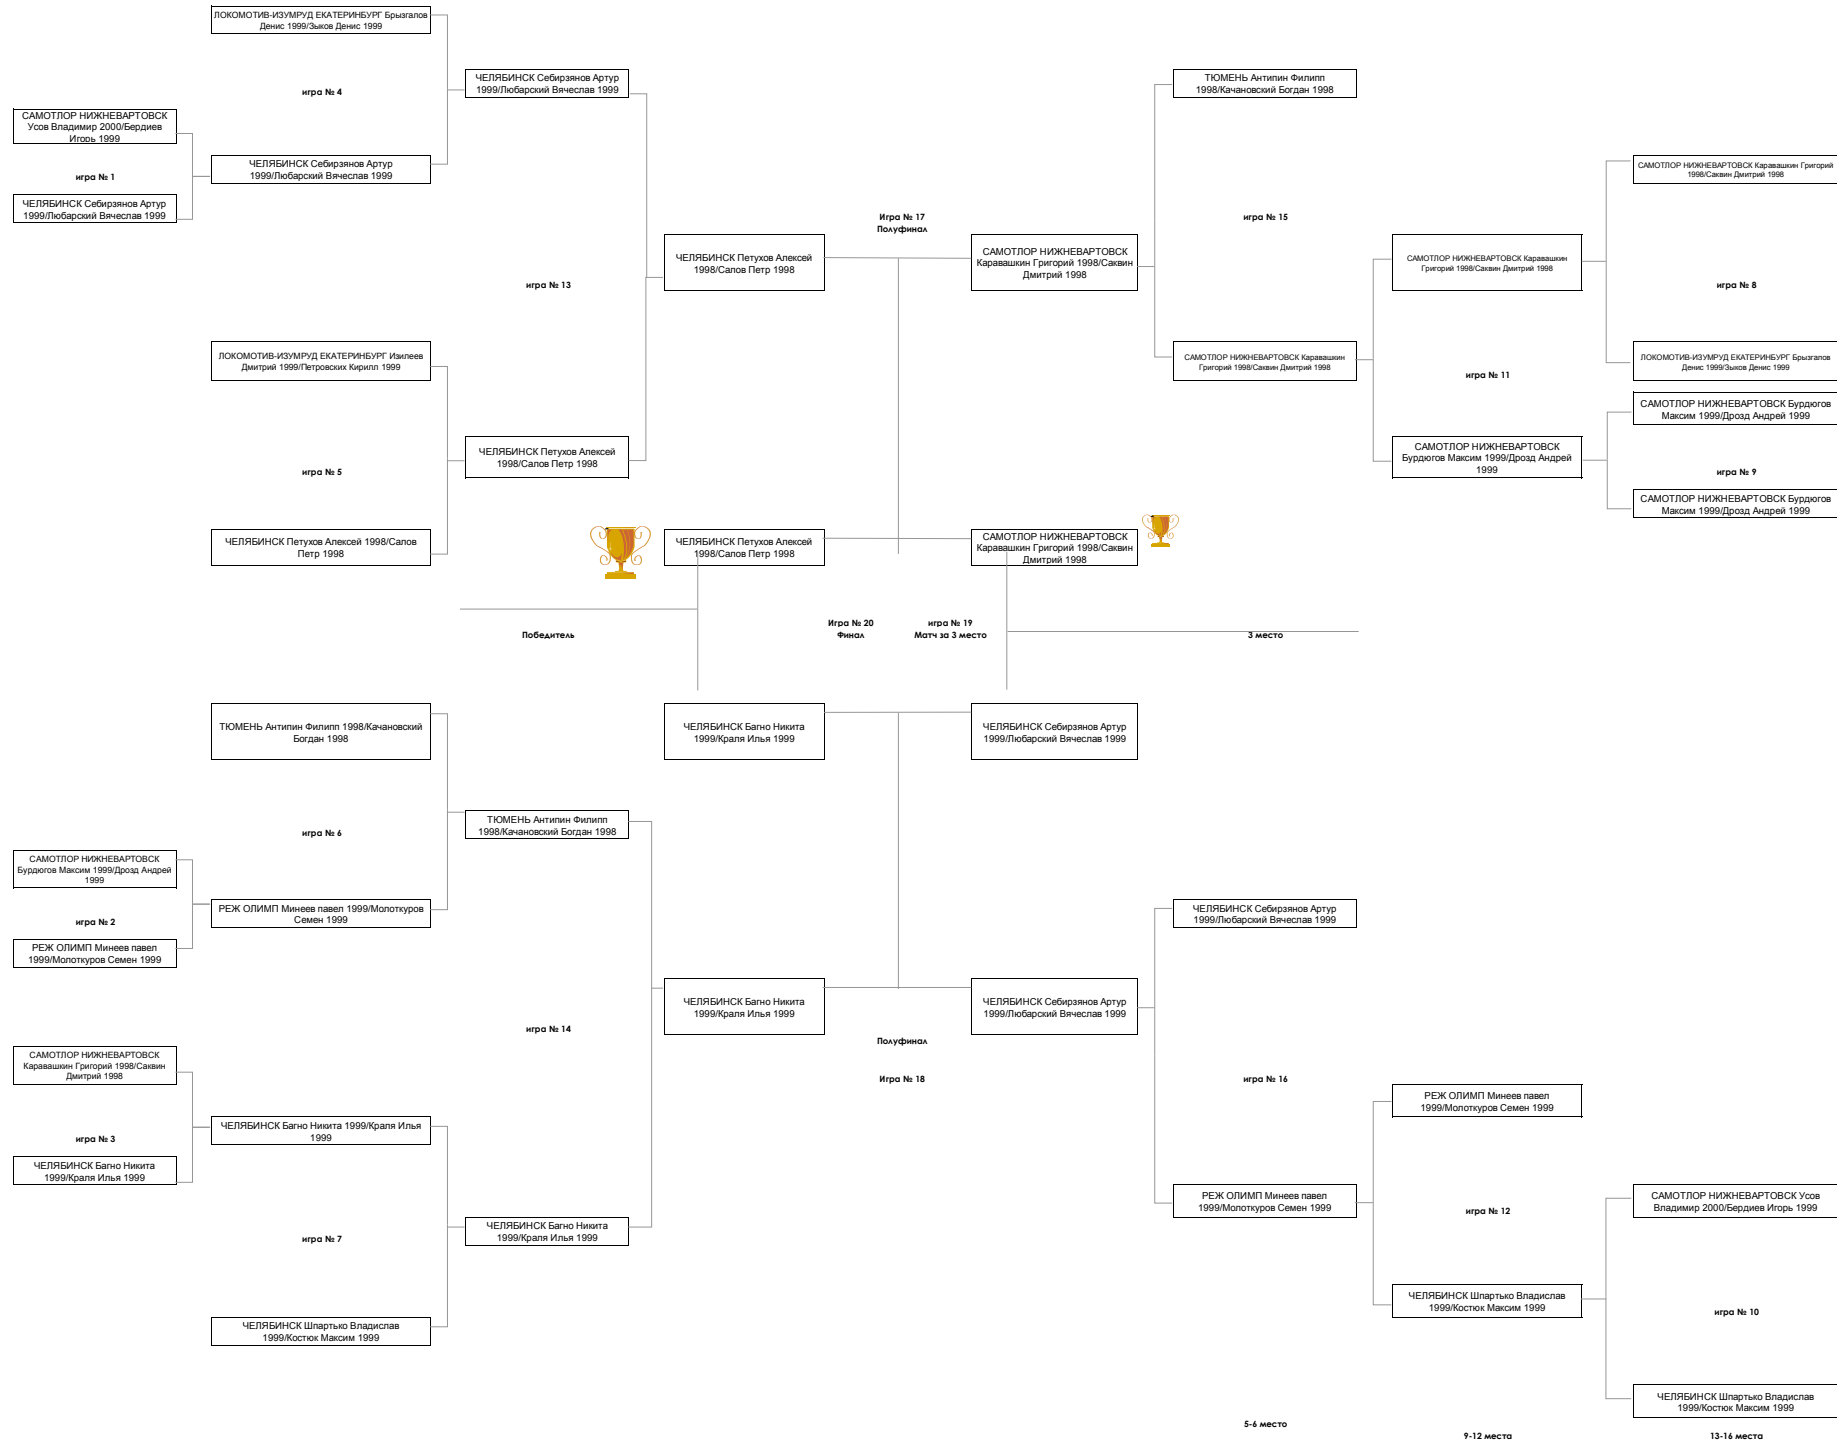 ЛОКОМОТИВ-ИЗУМРУД ЕКАТЕРИНБУРГ Брызгалов
Денис 1999/Зыков Денис 1999
игра № 4
ЧЕЛЯБИНСК Себирзянов Артур
1999/Любарский Вячеслав 1999
САМОТЛОР НИЖНЕВАРТОВСК
Усов Владимир 2000/Бердиев
Игорь 1999
игра № 1
ЧЕЛЯБИНСК Себирзянов Артур
1999/Любарский Вячеслав 1999
ЧЕЛЯБИНСК Себирзянов Артур
1999/Любарский Вячеслав 1999
игра № 13
ЧЕЛЯБИНСК Петухов Алексей
1998/Салов Петр 1998
ЛОКОМОТИВ-ИЗУМРУД ЕКАТЕРИНБУРГ Изилеев
Дмитрий 1999/Петровских Кирилл 1999
игра № 5
ЧЕЛЯБИНСК Петухов Алексей
1998/Салов Петр 1998
ЧЕЛЯБИНСК Петухов Алексей 1998/Салов
Петр 1998
Игра № 17
Полуфинал
САМОТЛОР НИЖНЕВАРТОВСК
Каравашкин Григорий 1998/Саквин
Дмитрий 1998
ТЮМЕНЬ Антипин Филипп
1998/Качановский Богдан 1998
игра № 15
САМОТЛОР НИЖНЕВАРТОВСК Каравашкин
Григорий 1998/Саквин Дмитрий 1998
САМОТЛОР НИЖНЕВАРТОВСК Каравашкин
Григорий 1998/Саквин Дмитрий 1998
игра № 11
САМОТЛОР НИЖНЕВАРТОВСК
Бурдюгов Максим 1999/Дрозд Андрей
1999
САМОТЛОР НИЖНЕВАРТОВСК Каравашкин Григорий
1998/Саквин Дмитрий 1998
игра № 8
ЛОКОМОТИВ-ИЗУМРУД ЕКАТЕРИНБУРГ Брызгалов
Денис 1999/Зыков Денис 1999
САМОТЛОР НИЖНЕВАРТОВСК Бурдюгов
Максим 1999/Дрозд Андрей 1999
игра № 9
САМОТЛОР НИЖНЕВАРТОВСК Бурдюгов
Максим 1999/Дрозд Андрей 1999
ЧЕЛЯБИНСК Петухов Алексей
1998/Салов Петр 1998
САМОТЛОР НИЖНЕВАРТОВСК
Каравашкин Григорий 1998/Саквин
Дмитрий 1998
Победитель
Игра № 20
Финал
игра № 19
Матч за 3 место
3 место
ЧЕЛЯБИНСК Багно Никита
1999/Краля Илья 1999
ЧЕЛЯБИНСК Себирзянов Артур
1999/Любарский Вячеслав 1999
ТЮМЕНЬ Антипин Филипп 1998/Качановский
Богдан 1998
игра № 6
ТЮМЕНЬ Антипин Филипп
1998/Качановский Богдан 1998
САМОТЛОР НИЖНЕВАРТОВСК
Бурдюгов Максим 1999/Дрозд Андрей
1999
игра № 2
РЕЖ ОЛИМП Минеев павел
1999/Молоткуров Семен 1999
РЕЖ ОЛИМП Минеев павел 1999/Молоткуров
Семен 1999
игра № 14
ЧЕЛЯБИНСК Багно Никита
1999/Краля Илья 1999
САМОТЛОР НИЖНЕВАРТОВСК
Каравашкин Григорий 1998/Саквин
Дмитрий 1998
игра № 3
ЧЕЛЯБИНСК Багно Никита
1999/Краля Илья 1999
ЧЕЛЯБИНСК Багно Никита 1999/Краля Илья
1999
игра № 7
ЧЕЛЯБИНСК Багно Никита
1999/Краля Илья 1999
ЧЕЛЯБИНСК Шпартько Владислав
1999/Костюк Максим 1999
Полуфинал
Игра № 18
ЧЕЛЯБИНСК Себирзянов Артур
1999/Любарский Вячеслав 1999
ЧЕЛЯБИНСК Себирзянов Артур
1999/Любарский Вячеслав 1999
игра № 16
РЕЖ ОЛИМП Минеев павел
1999/Молоткуров Семен 1999
РЕЖ ОЛИМП Минеев павел
1999/Молоткуров Семен 1999
игра № 12
ЧЕЛЯБИНСК Шпартько Владислав
1999/Костюк Максим 1999
САМОТЛОР НИЖНЕВАРТОВСК Усов
Владимир 2000/Бердиев Игорь 1999
игра № 10
ЧЕЛЯБИНСК Шпартько Владислав
1999/Костюк Максим 1999
5-6 место
9-12 места
13-16 места